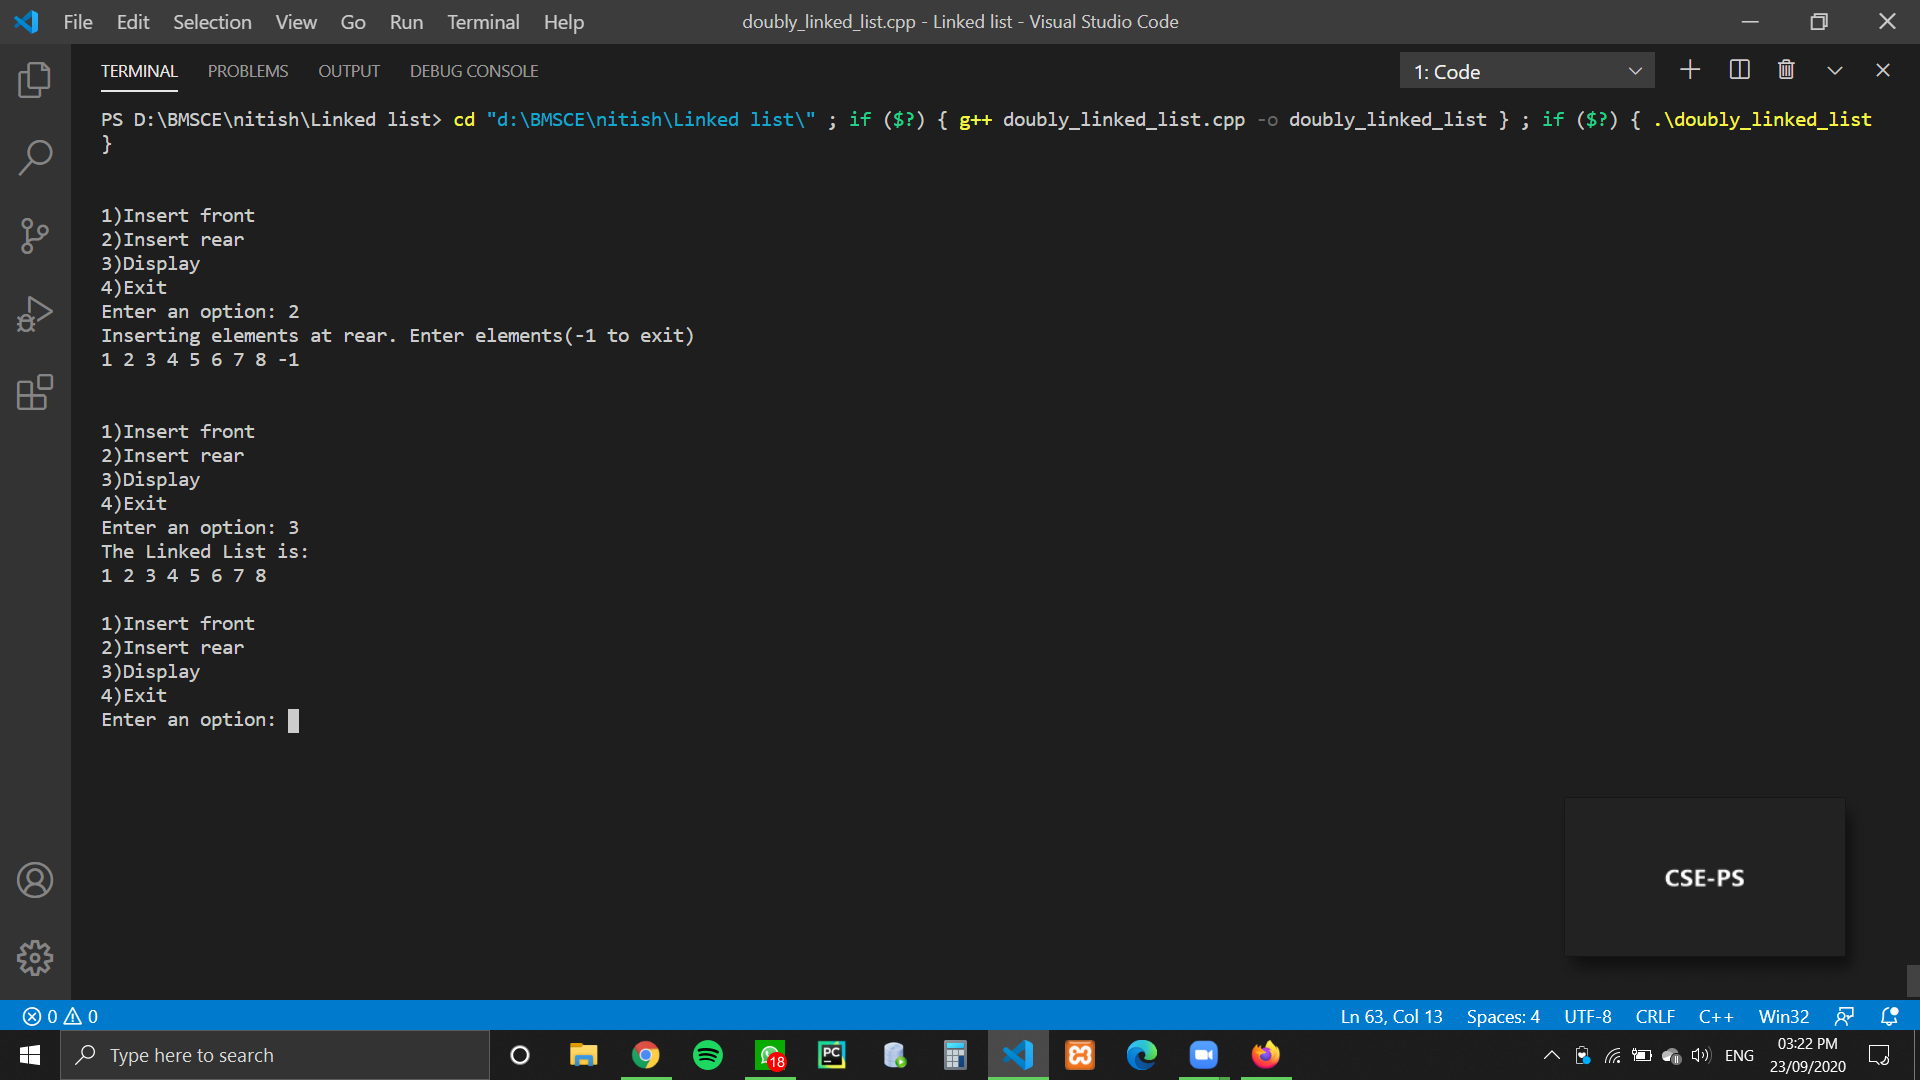 File Edit Selection View Go Run Terminal Help
doubly_linked_list.cpp - Linked list - Visual Studio Code
TERMINAL PROBLEMS OUTPUT DEBUG CONSOLE
1: Code
PS D:\BMSCE\nitish\Linked list> cd "d:\BMSCE\nitish\Linked list\" ; if ($?) { g++ doubly_linked_list.cpp -o doubly_linked_list } ; if ($?) { .\doubly_linked_list
}
1)Insert front
2)Insert rear
3)Display
4)Exit
Enter an option: 2
Inserting elements at rear. Enter elements(-1 to exit)
1 2 3 4 5 6 7 8 -1
1)Insert front
2)Insert rear
3)Display
4)Exit
Enter an option: 3
The Linked List is:
1 2 3 4 5 6 7 8
1)Insert front
2)Insert rear
3)Display
4)Exit
Enter an option:
CSE-PS
0 0
Ln 63, Col 13 Spaces: 4 UTF-8 CRLF C++ Win32
Type here to search
18
PC
ENG
03:22 PM
23/09/2020